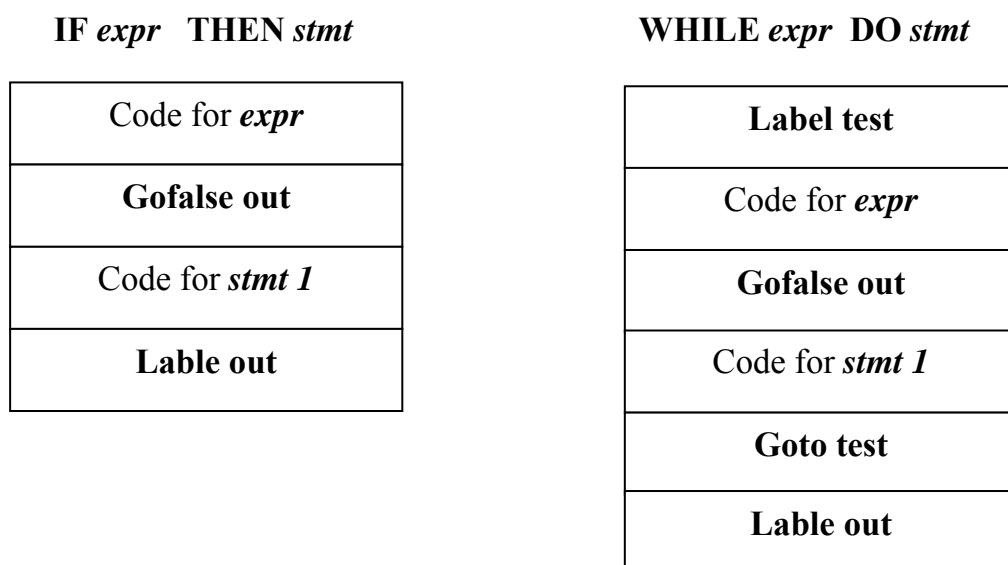 IF expr THEN stmt
Code for expr
Gofalse out
Code for stmt 1
Lable out
WHILE expr DO stmt
Label test
Code for expr
Gofalse out
Code for stmt 1
Goto test
Lable out